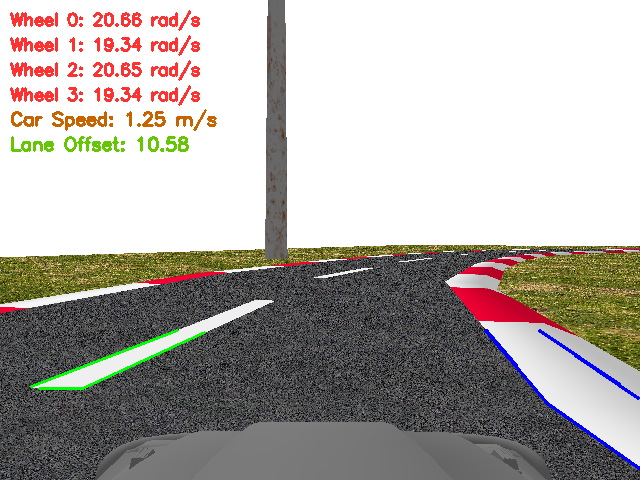 Wheel 0: 20.66 rad/s
Wheel 1: 19.34 rad/s
Wheel 2: 20.65 rad/s
Wheel 3: 19.34 rad/s
Car Speed: 1.25 m/s
Lane Offset: 10.58